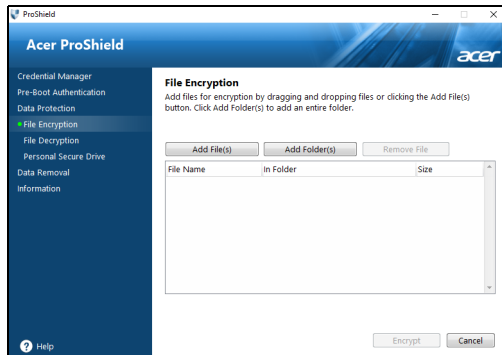 ProShield
Acer ProShield
acer
Credential Manager
Pre-Boot Authentication
Data Protection
File Encryption
File Decryption
Personal Secure Drive
Data Removal
Information
Help
File Encryption
Add files for encryption by dragging and dropping files or clicking the Add File(s)
button. Click Add Folder(s) to add an entire folder.
Add File(s) Add Folder(s) Remove File
File Name In Folder Size
Encrypt Cancel